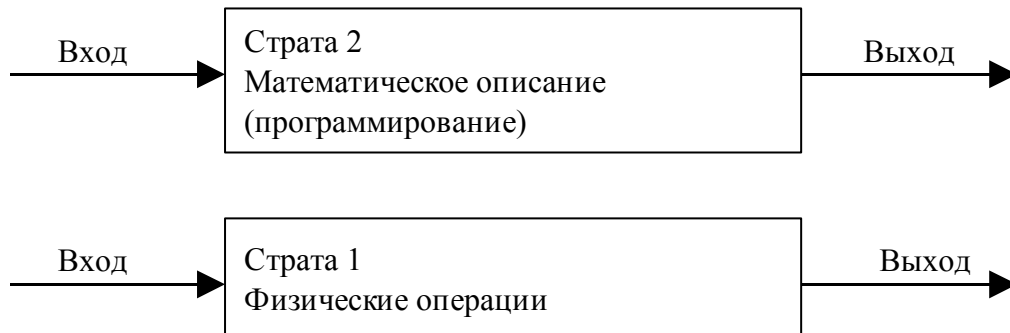 Вход
Страта 2
Математическое описание
(программирование)
Выход
Вход
Страта 1
Физические операции
Выход